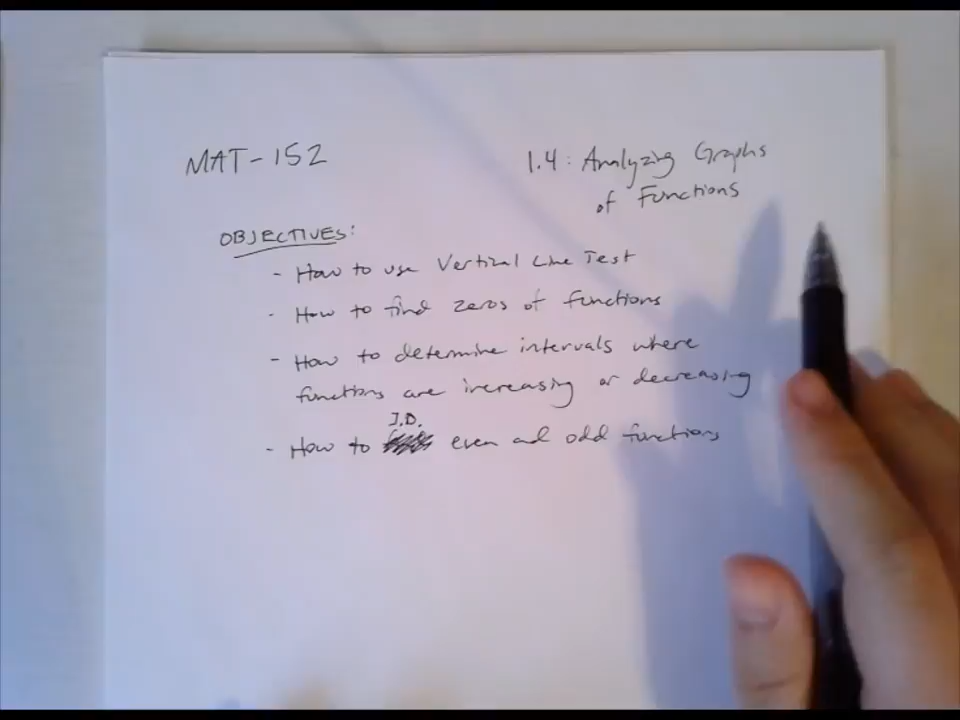 MAT-152
1.4: Analyzing Graphs
of Functions
OBJECTIVES:
- How to use Vertical Line Test
- How to find zeros of functions
- How to determine intervals where
functions are increasing or decreasing
I.D.
- How to even and odd functions